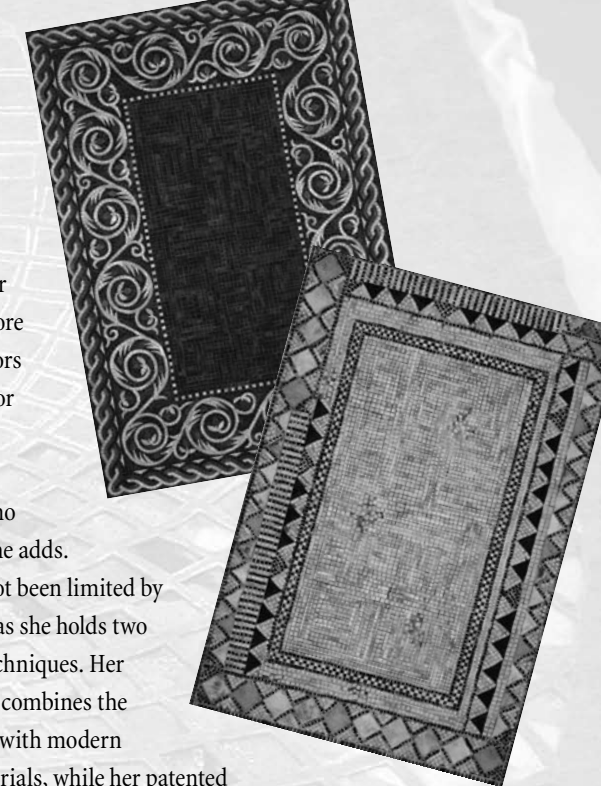 r
ore
ors
or
no
he adds.
ot been limited by
as she holds two
chniques. Her
combines the
with modern
rials, while her patented